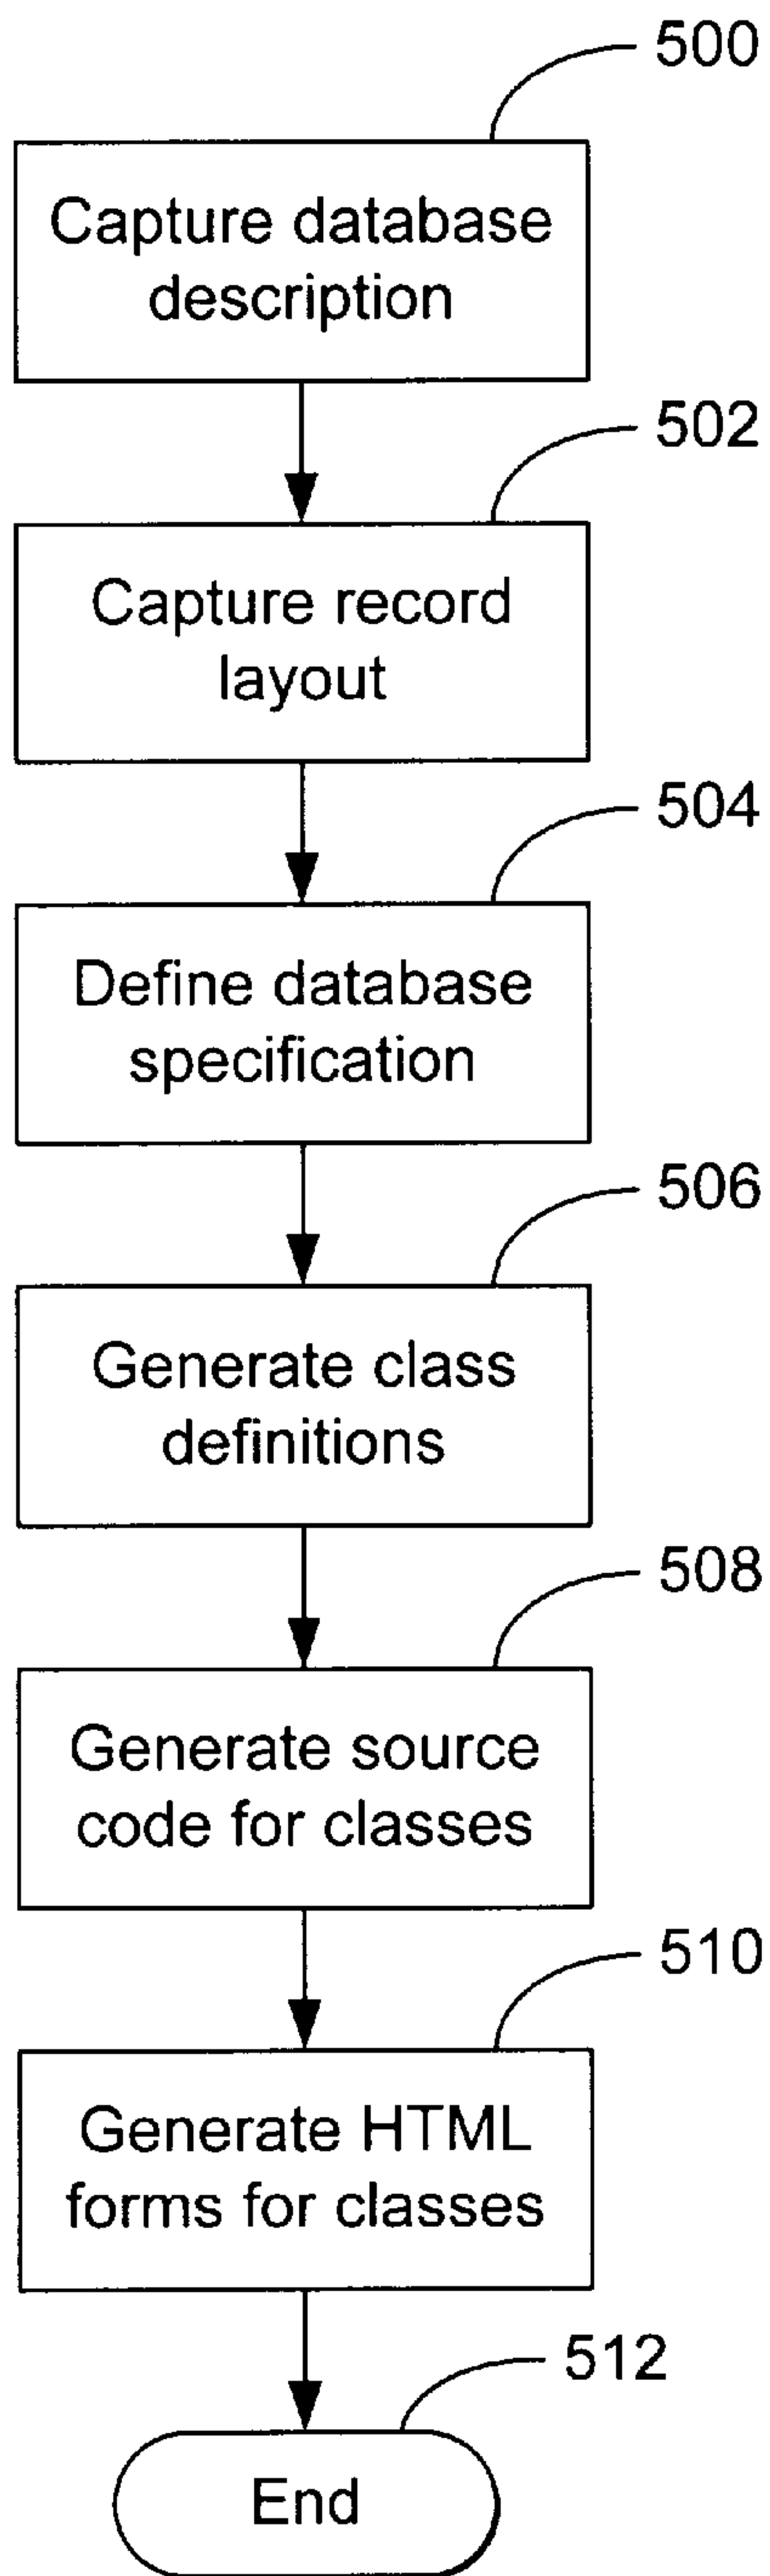 500
Capture database
description
502
Capture record
layout
504
Define database
specification
506
Generate class
definitions
508
Generate source
code for classes
510
Generate HTML
forms for classes
512
End